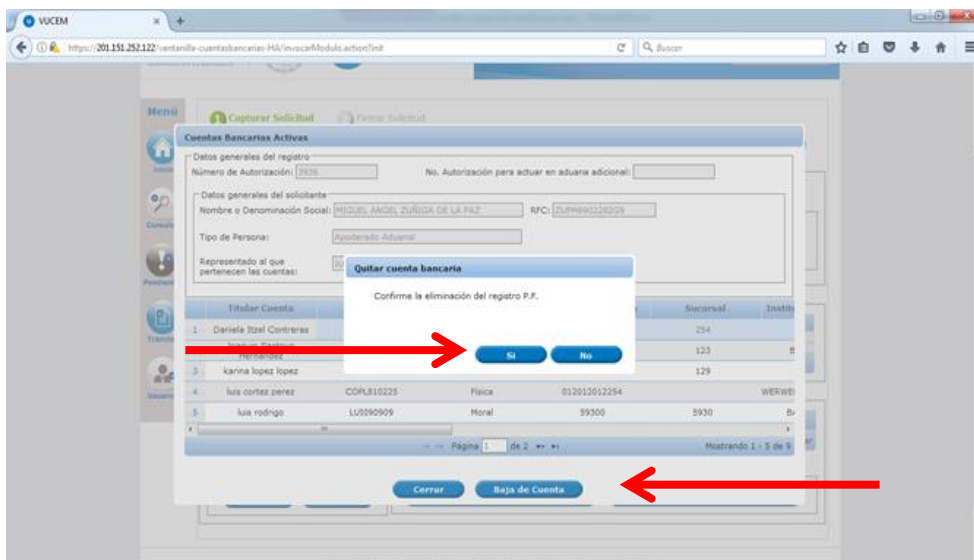 VUCEM
https://201.151.252.122/ventanilla-cuentasbancarias-HA/invocarModulo.action?init
Buscar
Menú
Capturar Solicitud
Firmar Solicitud
Cuentas Bancarias Activas
Datos generales del registro
Número de Autorización: 3938 No. Autorización para actuar en aduana adicional:
Datos generales del solicitante
Nombre o Denominación Social: MIGUEL ANGEL ZUÑIGA DE LA PAZ RFC:
Tipo de Persona: Apoderado Aduanal
Representado al que
pertenecen las cuentas:
Quitar cuenta bancaria
Confirme la eliminación del registro P.F.
Si No
Titular Cuenta Sucursal Instit
1 Daniela Itzel Contreras 254
Hernandez 123
3 karina lopez lopez 129
4 luis cortez perez COPL810225 Física 012012012254 WERWE
5 luis rodrigo LU0090909 Moral 59300 5930
Página 1 de 2 Mostrando 1 - 5 de 9
Cerrar Baja de Cuenta